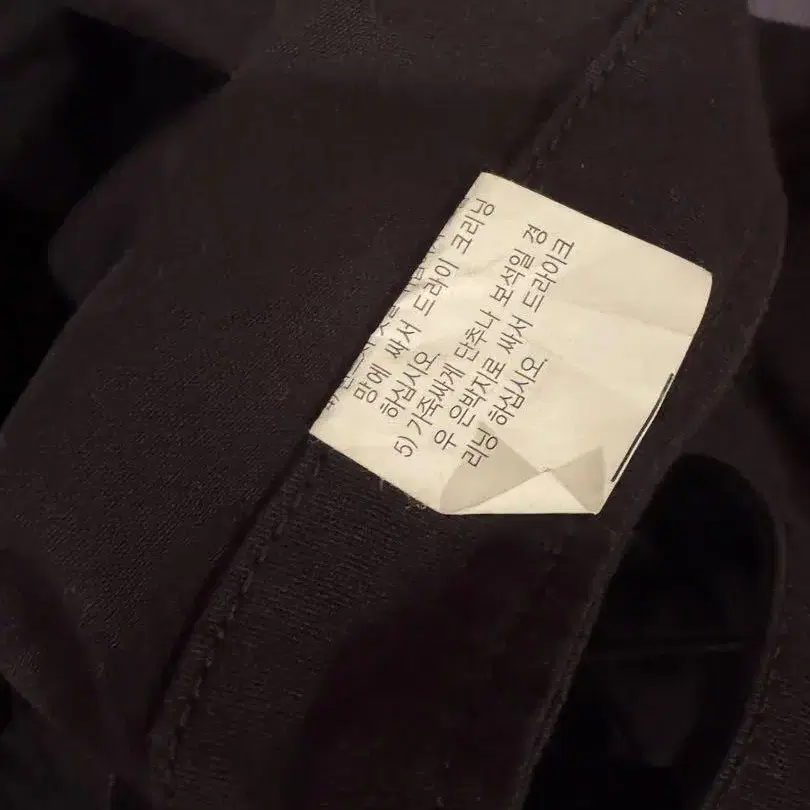 망에 싸서 드라이 크리닝
하십시오
5) 가죽싸게 단추나 보석일 경
우 은박지로 싸서 드라이크
리닝 하십시오.